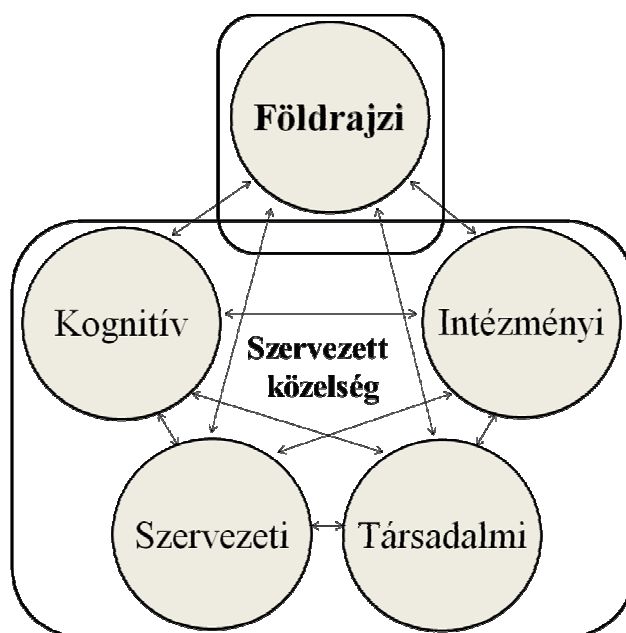 Földrajzi
Kognitív
Intézményi
Szervezett
közelség
Szervezeti
Társadalmi